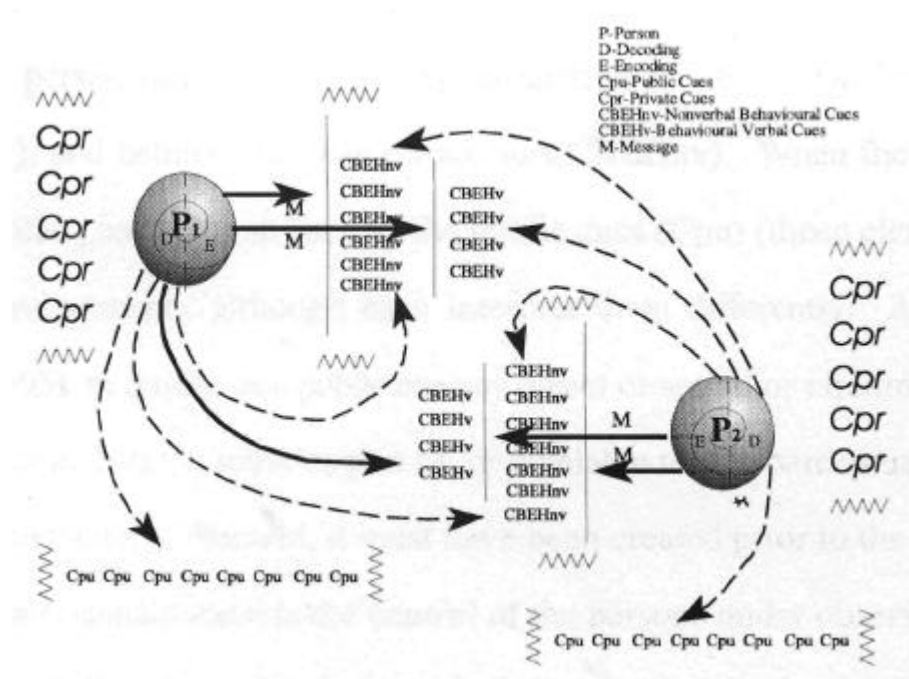 P-Person
D-Decoding
E-Encoding
Cpu-Public Cues
Cpr-Private Cues
CBEHnv-Nonverbal Behavioural Cues
CBEHv-Behavioural Verbal Cues
M-Message
Cpr
Cpr
Cpr
Cpr
Cpr
P1
D E
M
M
CBEHnv
CBEHnv
CBEHnv
CBEHnv
CBEHnv
CBEHnv
CBEHv
CBEHv
CBEHv
CBEHv
CBEHv
CBEHv
CBEHv
CBEHv
CBEHnv
CBEHnv
CBEHnv
CBEHnv
CBEHnv
CBEHnv
CBEHnv
M
M
E P2 D
Cpr
Cpr
Cpr
Cpr
Cpr
Cpu Cpu Cpu Cpu Cpu Cpu Cpu Cpu
Cpu Cpu Cpu Cpu Cpu Cpu Cpu Cpu